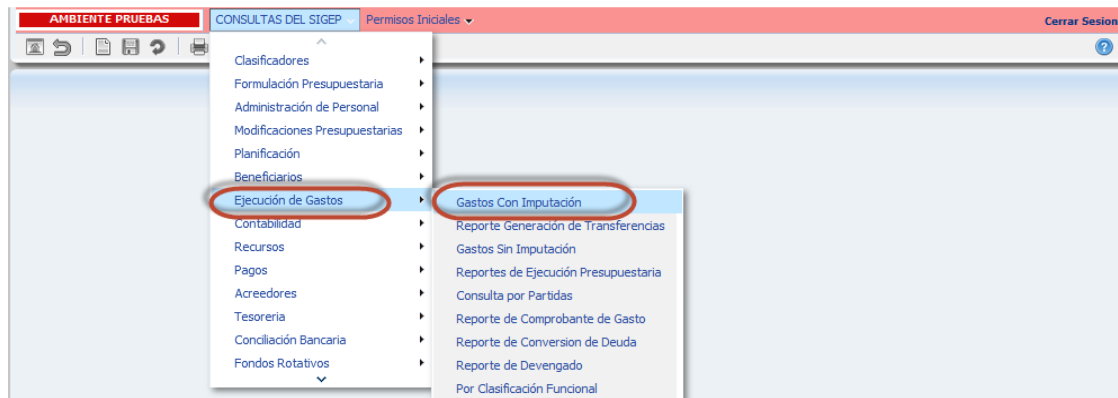 AMBIENTE PRUEBAS
CONSULTAS DEL SIGEP
Permisos Iniciales
Cerrar Sesion
Clasificadores
Formulación Presupuestaria
Administración de Personal
Modificaciones Presupuestarias
Planificación
Beneficiarios
Ejecución de Gastos
Contabilidad
Recursos
Pagos
Acreedores
Tesoreria
Conciliación Bancaria
Fondos Rotativos
Gastos Con Imputación
Reporte Generación de Transferencias
Gastos Sin Imputación
Reportes de Ejecución Presupuestaria
Consulta por Partidas
Reporte de Comprobante de Gasto
Reporte de Conversion de Deuda
Reporte de Devengado
Por Clasificación Funcional